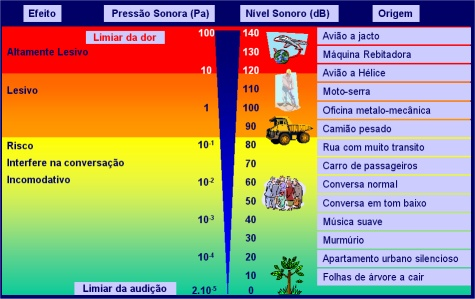 Efeito Pressão Sonora (Pa) Nível Sonoro (dB) Origem
Limiar da dor 100 140 Avião a jacto
Altamente Lesivo 130 Máquina Rebitadora
10 120 Avião a Hélice
Lesivo 110 Moto-serra
1 100 Oficina metalo-mecânica
90 Camião pesado
Risco 10-1 80 Rua com muito transito
Interfere na conversação 70 Carro de passageiros
Incomodativo 10-2 60 Conversa normal
50 Conversa em tom baixo
10-3 40 Música suave
30 Murmúrio
10-4 20 Apartamento urbano silencioso
10 Folhas de árvore a cair
Limiar da audição 2,10-5 0